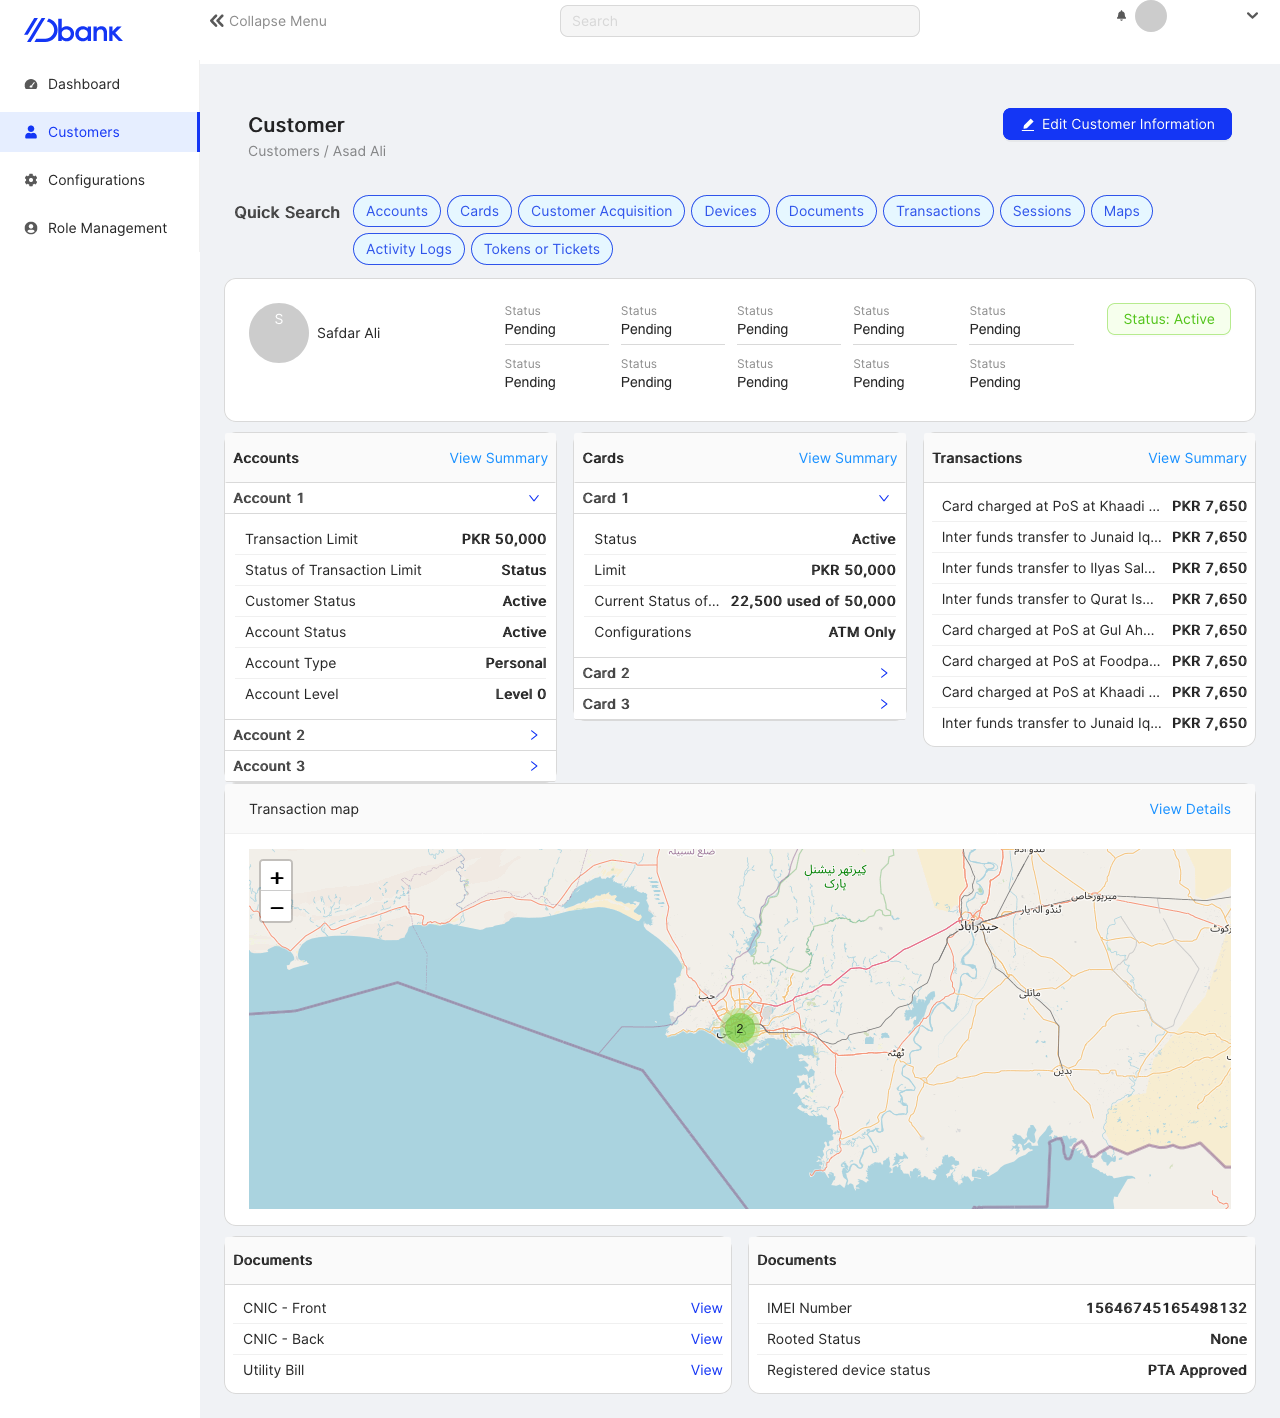 Dbank
Collapse Menu
Search
Dashboard
Customers
Configurations
Role Management
Customer
Customers / Asad Ali
Edit Customer Information
Quick Search
Accounts
Cards
Customer Acquisition
Devices
Documents
Transactions
Sessions
Maps
Activity Logs
Tokens or Tickets
S
Safdar Ali
Status Status Status Status Status
Pending Pending Pending Pending Pending
Status Status Status Status Status
Pending Pending Pending Pending Pending
Status: Active
Accounts View Summary
Account 1
Transaction Limit PKR 50,000
Status of Transaction Limit Status
Customer Status Active
Account Status Active
Account Type Personal
Account Level Level 0
Account 2
Account 3
Cards View Summary
Card 1
Status Active
Limit PKR 50,000
Current Status of... 22,500 used of 50,000
Configurations ATM Only
Card 2
Card 3
Transactions View Summary
Card charged at PoS at Khaadi ... PKR 7,650
Inter funds transfer to Junaid Iq... PKR 7,650
Inter funds transfer to Ilyas Sal... PKR 7,650
Inter funds transfer to Qurat Is... PKR 7,650
Card charged at PoS at Gul Ah... PKR 7,650
Card charged at PoS at Foodpa... PKR 7,650
Card charged at PoS at Khaadi ... PKR 7,650
Inter funds transfer to Junaid Iq... PKR 7,650
Transaction map View Details
+
−
ضلع لسبیلہ
کیرتھر نیشنل
پارک
ٹنڈو آدم
میرپورخاص
ٹنڈو الہ یار
حیدرآباد
ماتلی
حب
2
ٹھٹہ
بدین
Documents
CNIC - Front View
CNIC - Back View
Utility Bill View
Documents
IMEI Number 15646745165498132
Rooted Status None
Registered device status PTA Approved